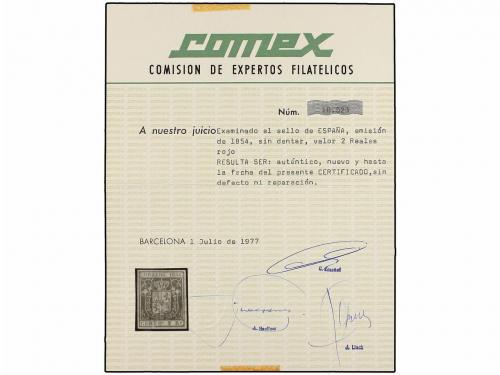 comex
COMISION DE EXPERTOS FILATELICOS
Núm.
A nuestro juicio Examinado el sello de ESPAÑA, emisión
de 1854, sin dentar, valor 2 Reales
rojo
RESULTA SER: auténtico, nuevo y hasta
la fecha del presente CERTIFICADO, sin
defecto ni reparación.
BARCELONA 1 Julio de 1977